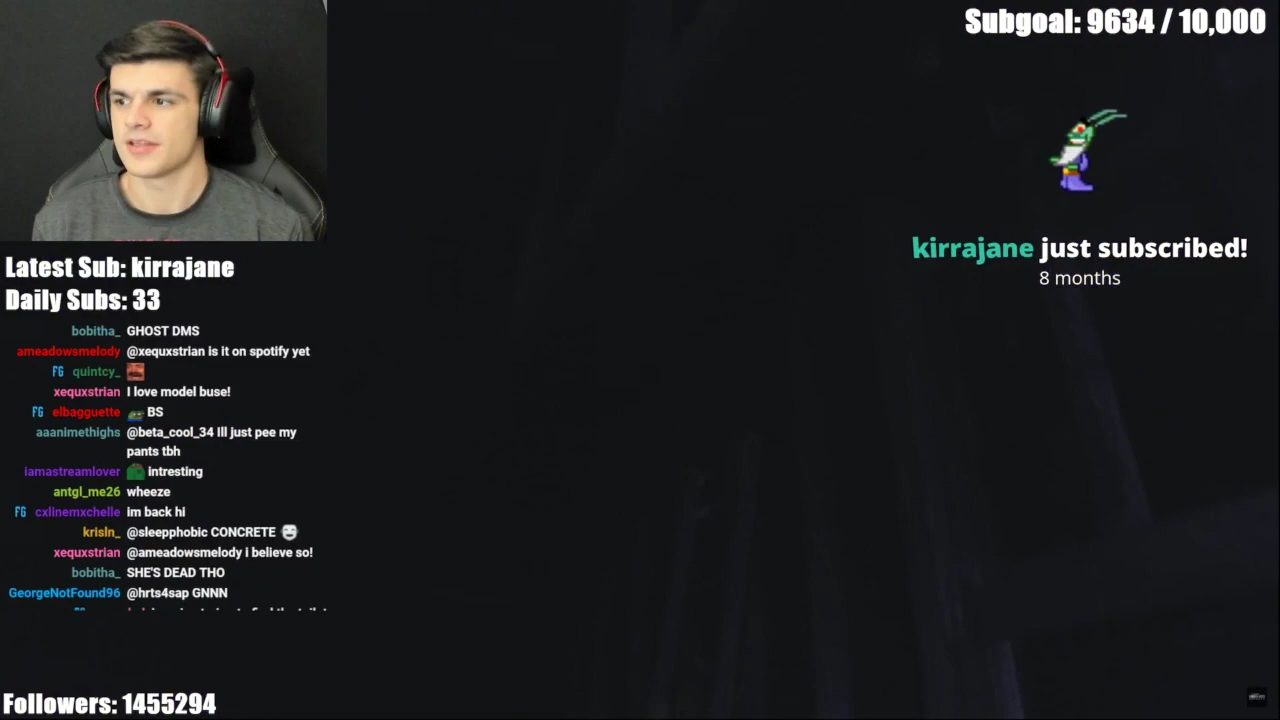 Subgoal: 9634 / 10,000
kirrajane just subscribed!
8 months
Latest Sub: kirrajane
Daily Subs: 33
bobitha_ GHOST DMS
ameadowsmelody @xequxstrian is it on spotify yet
FG quintcy_
xequxstrian I love model buse!
FG elbagguette BS
aaanimethighs @beta_cool_34 Ill just pee my
pants tbh
iamastreamlover intresting
antgl_me26 wheeze
FG cxlinemxchelle im back hi
krisln_ @sleepphobic CONCRETE
xequxstrian @ameadowsmelody i believe so!
bobitha_ SHE'S DEAD THO
GeorgeNotFound96 @hrts4sap GNNN
Followers: 1455294